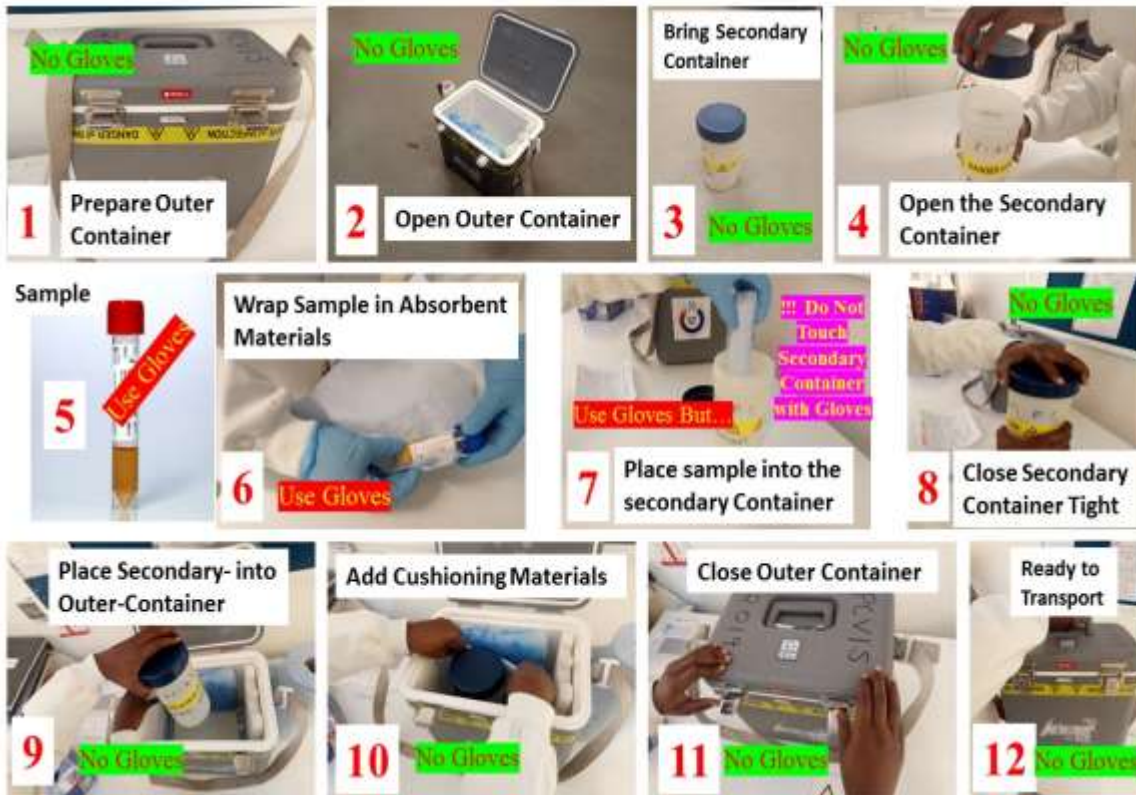 No Gloves
1
Prepare Outer
Container
No Gloves
2
Open Outer Container
Bring Secondary
Container
3
No Gloves
No Gloves
4
Open the Secondary
Container
Sample
Use Gloves
5
Wrap Sample in Absorbent
Materials
6
Use Gloves
!!! Do Not
Touch
Secondary
Container
with Gloves
Use Gloves But...
7
Place sample into the
secondary Container
No Gloves
8
Close Secondary
Container Tight
Place Secondary- into
Outer-Container
9
No Gloves
Add Cushioning Materials
10
No Gloves
Close Outer Container
11
No Gloves
Ready to
Transport
12
No Gloves